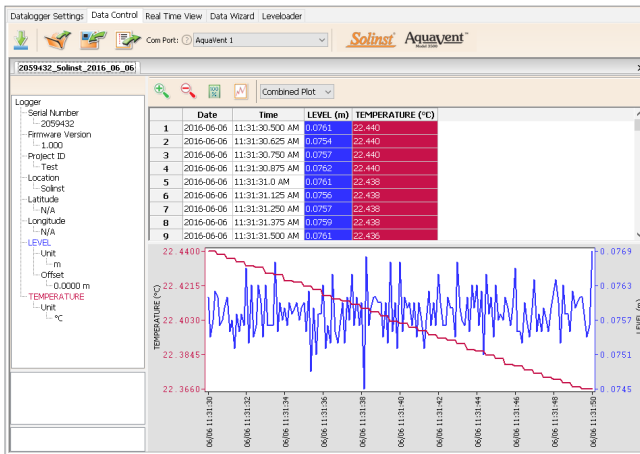 Datalogger Settings Data Control Real Time View Data Wizard Leveloader
Com Port: ? AquaVent 1
Solinst Aquavent
Model 3500
2059432_Solinst_2016_06_06
Combined Plot
Logger
Serial Number
2059432
Firmware Version
1.000
Project ID
Test
Location
Solinst
Latitude
N/A
Longitude
N/A
LEVEL
Unit
m
Offset
0.0000 m
TEMPERATURE
Unit
°C
Date Time LEVEL (m) TEMPERATURE (°C)
1 2016-06-06 11:31:30.500 AM 0.0761 22.440
2 2016-06-06 11:31:30.625 AM 0.0754 22.440
3 2016-06-06 11:31:30.750 AM 0.0757 22.440
4 2016-06-06 11:31:30.875 AM 0.0762 22.440
5 2016-06-06 11:31:31.0 AM 0.0761 22.438
6 2016-06-06 11:31:31.125 AM 0.0756 22.438
7 2016-06-06 11:31:31.250 AM 0.0757 22.438
8 2016-06-06 11:31:31.375 AM 0.0759 22.438
9 2016-06-06 11:31:31.500 AM 0.0761 22.436
TEMPERATURE (°C)
22.4400
22.4215
22.4030
22.3845
22.3660
0.0769
0.0763
0.0757
0.0751
0.0745
LEVEL (m)
06/06 11:31:30
06/06 11:31:32
06/06 11:31:34
06/06 11:31:36
06/06 11:31:38
06/06 11:31:40
06/06 11:31:42
06/06 11:31:44
06/06 11:31:46
06/06 11:31:48
06/06 11:31:50